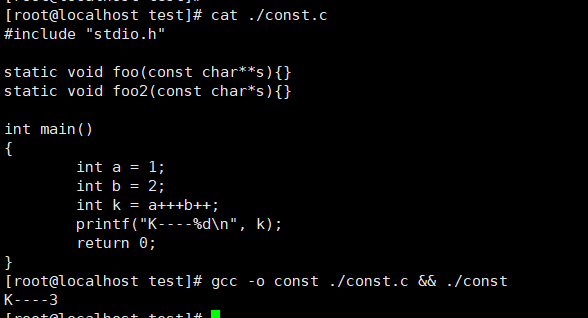 [root@localhost test]# cat ./const.c
#include "stdio.h"
static void foo(const char**s){}
static void foo2(const char*s){}
int main()
{
        int a = 1;
        int b = 2;
        int k = a+++b++;
        printf("K----%d\n", k);
        return 0;
}
[root@localhost test]# gcc -o const ./const.c && ./const
K----3
[root@localhost test]#